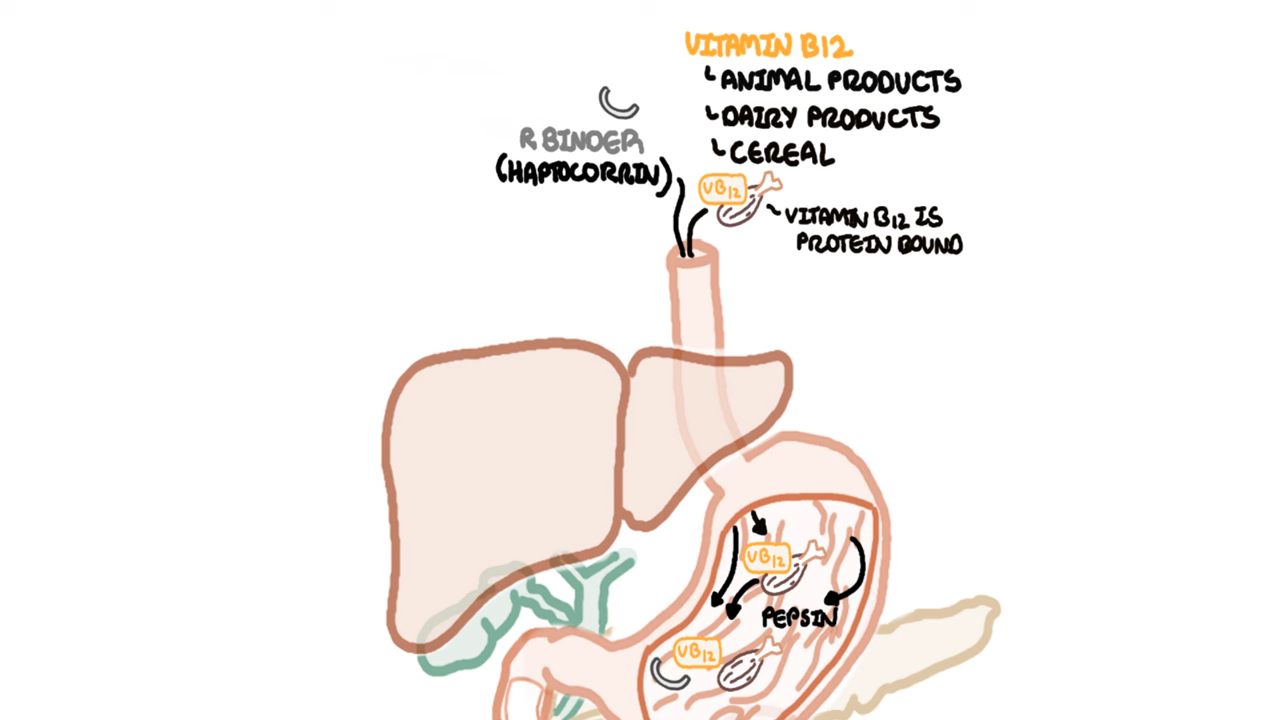 VITAMIN B12
ANIMAL PRODUCTS
DAIRY PRODUCTS
CEREAL
R BINDER
(HAPTOCORRIN)
VB12
VITAMIN B12 IS
PROTEIN BOUND
VB12
PEPSIN
VB12